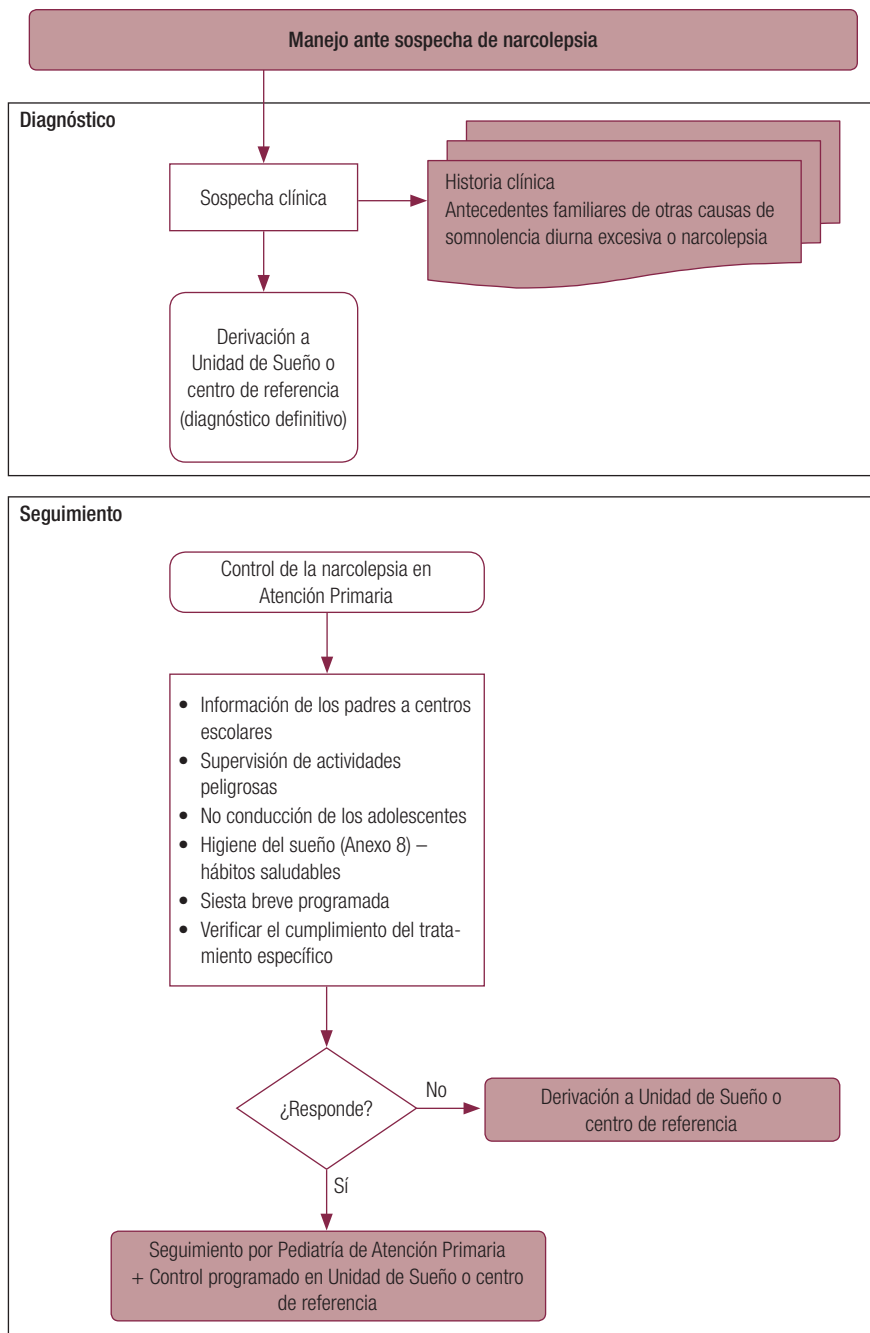 Manejo ante sospecha de narcolepsia
Diagnóstico
Sospecha clínica
Historia clínica
Antecedentes familiares de otras causas de
somnolencia diurna excesiva o narcolepsia
Derivación a
Unidad de Sueño o
centro de referencia
(diagnóstico definitivo)
Seguimiento
Control de la narcolepsia en
Atención Primaria
• Información de los padres a centros
escolares
• Supervisión de actividades
peligrosas
• No conducción de los adolescentes
• Higiene del sueño (Anexo 8) –
hábitos saludables
• Siesta breve programada
• Verificar el cumplimiento del trata-
miento específico
¿Responde?
No
Derivación a Unidad de Sueño o
centro de referencia
Sí
Seguimiento por Pediatría de Atención Primaria
+ Control programado en Unidad de Sueño o centro
de referencia